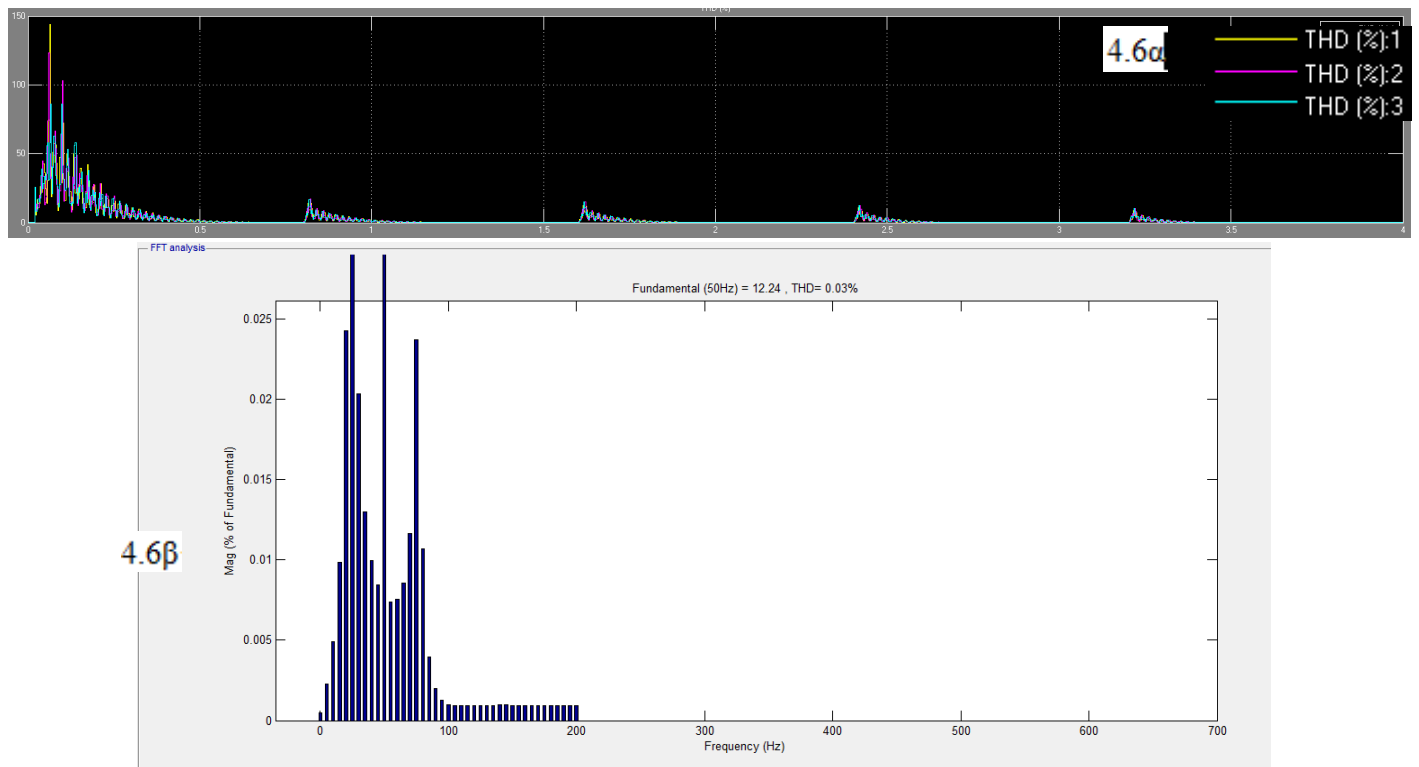 THD (%)
150
100
50
0
0 0.5 1 1.5 2 2.5 3 3.5 4
4.6α
THD (%):1
THD (%):2
THD (%):3
FFT analysis
Fundamental (50Hz) = 12.24 , THD= 0.03%
0.025
0.02
0.015
0.01
0.005
0
Mag (% of Fundamental)
4.6β
0 100 200 300 400 500 600 700
Frequency (Hz)